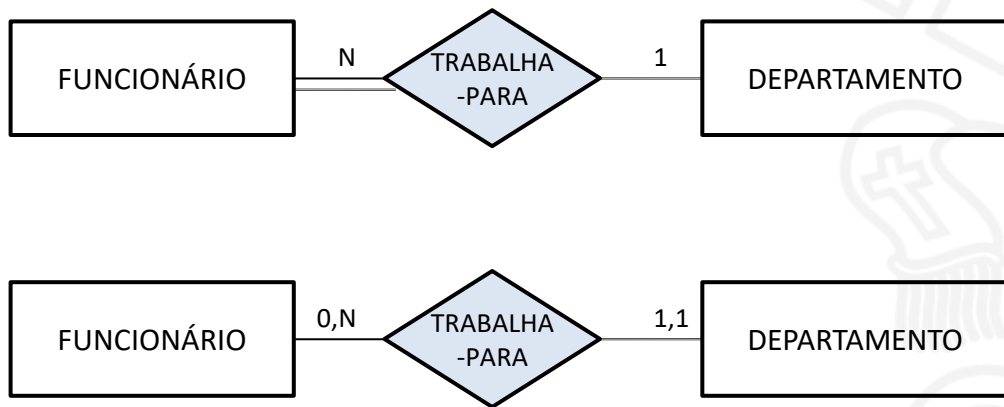 FUNCIONÁRIO N TRABALHA 1 DEPARTAMENTO
-PARA
FUNCIONÁRIO 0,N TRABALHA 1,1 DEPARTAMENTO
-PARA